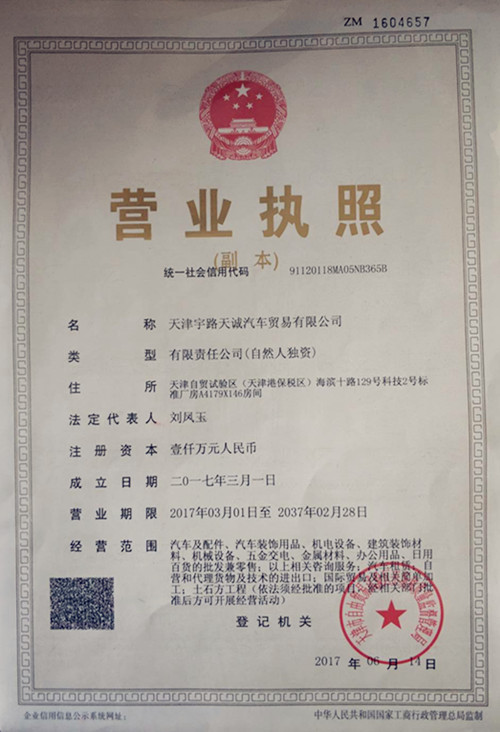 ZM 1604657
营业执照
(副 本)
统一社会信用代码 91120118MA05NB365B
名 称 天津宇路天诚汽车贸易有限公司
类 型 有限责任公司(自然人独资)
住 所 天津自贸试验区(天津港保税区)海滨十路129号科技2号标
准厂房A4179X146房间
法定代表人 刘凤玉
注册资本 壹仟万元人民币
成立日期 二〇一七年三月一日
营业期限 2017年03月01日至 2037年02月28日
经营范围 汽车及配件、汽车装饰用品、机电设备、建筑装饰材
料、机械设备、五金交电、金属材料、办公用品、日用
百货的批发兼零售;以上相关咨询服务;汽车租赁;自
营和代理货物及技术的进出口;国际贸易及相关简单加
工;土石方工程(依法须经批准的项目,经相关部门批
准后方可开展经营活动)
登记机关
2017 年 06 月 14 日
企业信用信息公示系统网址:
中华人民共和国国家工商行政管理总局监制